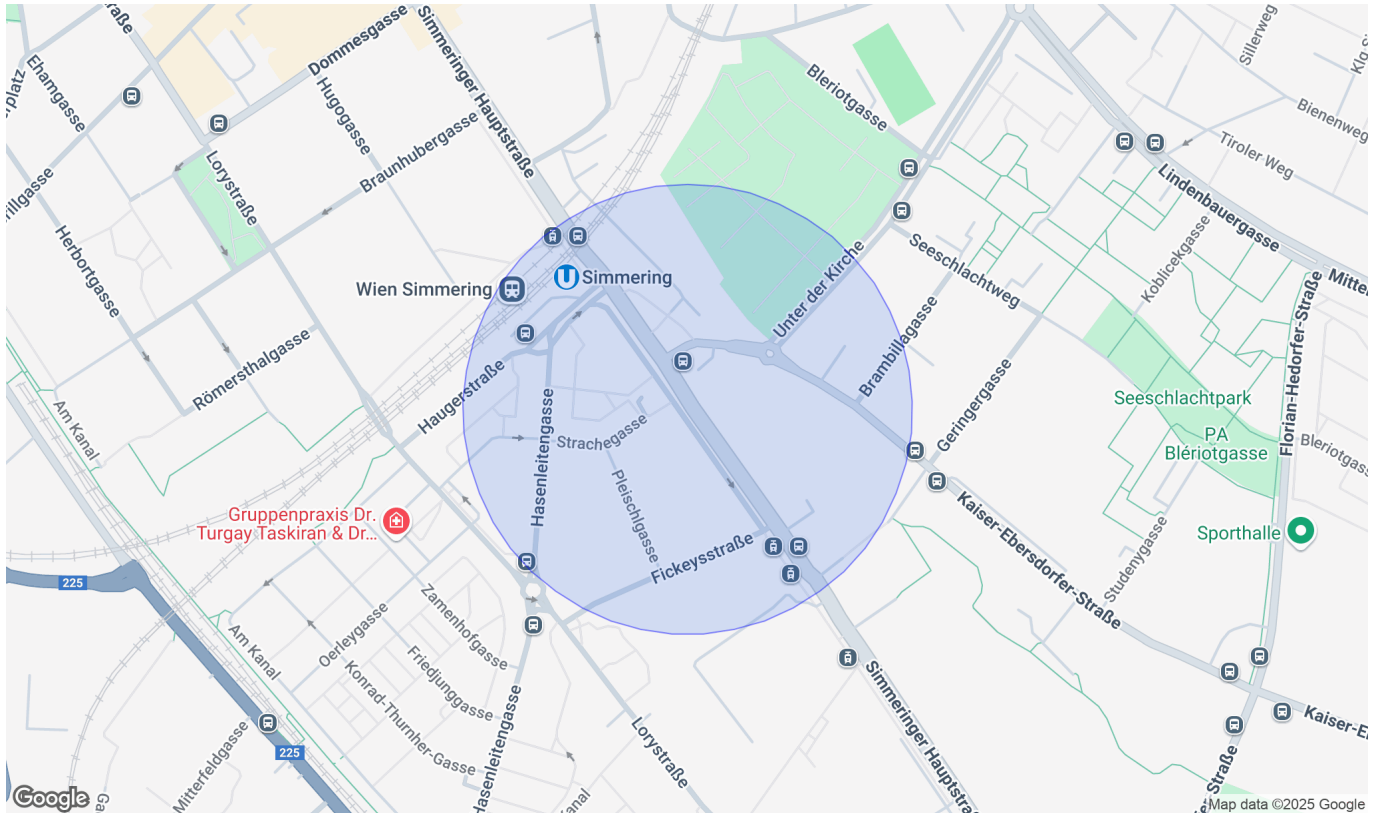 Dommesgasse
Simmeringer Hauptstraße
Ehamgasse
Hugogasse
Braunhubergasse
Lorystraße
Herbortgasse
Bleriotgasse
Sillerweg
Bienenweg
Tiroler Weg
Lindenbauergasse
Koblicekgasse
Seeschlachtweg
Unter der Kirche
Brambillagasse
Geringergasse
Florian-Hedorfer-Straße
Wien Simmering
Simmering
Römersthalgasse
Haugerstraße
Am Kanal
Hasenleitengasse
Strachegasse
Pleischlgasse
Fickeysstraße
Seeschlachtpark
PA
Blériotgasse
Sporthalle
Studenygasse
Kaiser-Ebersdorfer-Straße
Gruppenpraxis Dr.
Turgay Taskiran & Dr...
225
Zamenhofgasse
Oerleygasse
Friedjunggasse
Konrad-Thurnher-Gasse
Am Kanal
225
Mitterfeldgasse
Hasenleitengasse
Lorystraße
Simmeringer Hauptstra
Google
Map data ©2025 Google